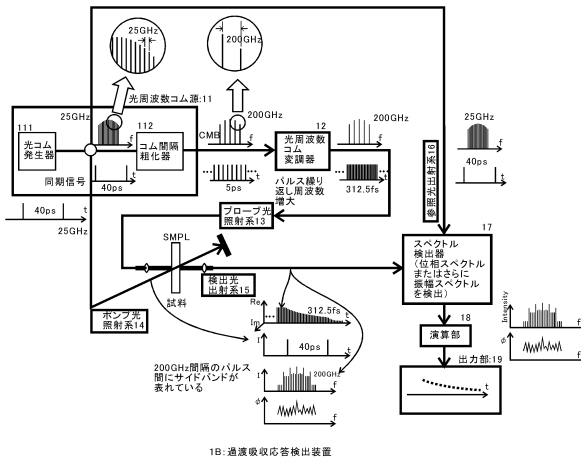 25GHz
200GHz
光周波数コム源:11
25GHz
111
光コム
発生器
f
112
コム間隔
粗化器
200GHz
CMB
f
12
光周波数
コム
変調器
200GHz
f
同期信号
40ps
t
5ps
t
パルス繰り
返し周波数
増大
312.5fs
t
40ps
t
25GHz
プローブ光
照射系13
参照光出射系16
25GHz
f
40ps
t
SMPL
試料
検出光
出射系15
ポンプ光
照射系14
17
スペクトル
検出器
(位相スペクトル
またはさらに
振幅スペクトル
を検出)
Re
Im
312.5fs
t
I
40ps
t
200GHz間隔のパルス
間にサイドバンドが
表れている
I
200GHz
f
φ
f
18
演算部
出力部:19
t
Intensity
f
φ
f
1B:過渡吸収応答検出装置